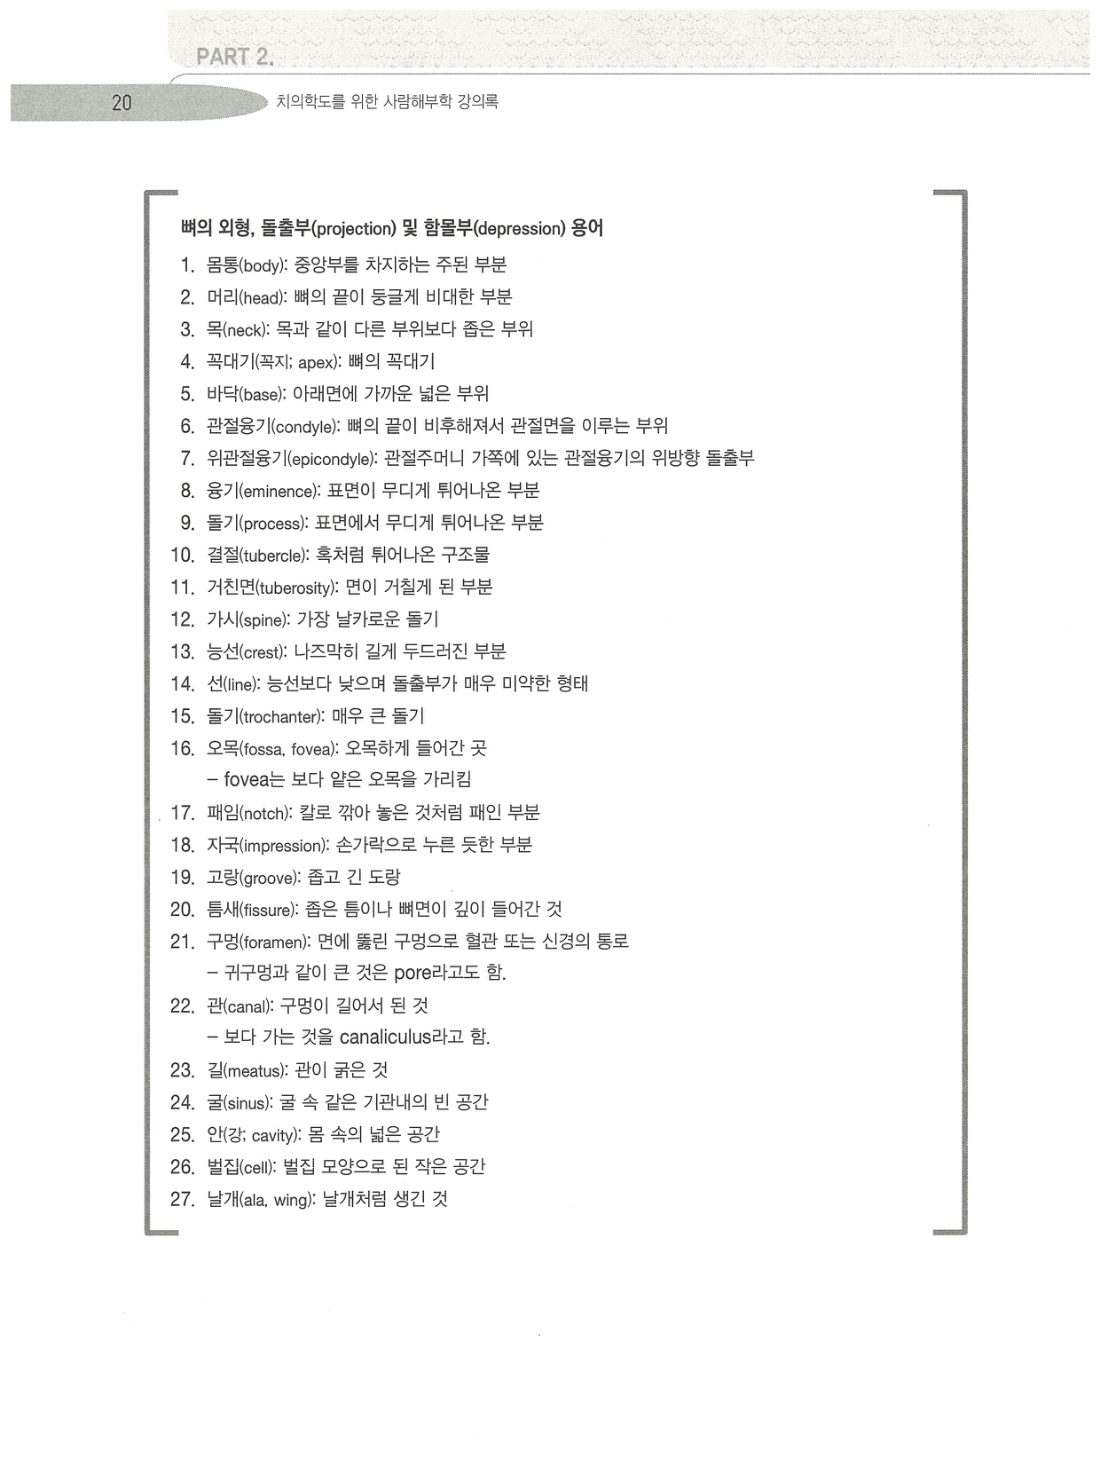 PART 2.
20
치의학도를 위한 사람해부학 강의록
뼈의 외형, 돌출부(projection) 및 함몰부(depression) 용어
1. 몸통(body): 중앙부를 차지하는 주된 부분
2. 머리(head): 뼈의 끝이 둥글게 비대한 부분
3. 목(neck): 목과 같이 다른 부위보다 좁은 부위
4. 꼭대기(꼭지; apex): 뼈의 꼭대기
5. 바닥(base): 아래면에 가까운 넓은 부위
6. 관절융기(condyle): 뼈의 끝이 비후해져서 관절면을 이루는 부위
7. 위관절융기(epicondyle): 관절주머니 가쪽에 있는 관절융기의 위방향 돌출부
8. 융기(eminence): 표면이 무디게 튀어나온 부분
9. 돌기(process): 표면에서 무디게 튀어나온 부분
10. 결절(tubercle): 혹처럼 튀어나온 구조물
11. 거친면(tuberosity): 면이 거칠게 된 부분
12. 가시(spine): 가장 날카로운 돌기
13. 능선(crest): 나즈막히 길게 두드러진 부분
14. 선(line): 능선보다 낮으며 돌출부가 매우 미약한 형태
15. 돌기(trochanter): 매우 큰 돌기
16. 오목(fossa, fovea): 오목하게 들어간 곳
– fovea는 보다 얕은 오목을 가리킴
17. 패임(notch): 칼로 깎아 놓은 것처럼 패인 부분
18. 자국(impression): 손가락으로 누른 듯한 부분
19. 고랑(groove): 좁고 긴 도랑
20. 틈새(fissure): 좁은 틈이나 뼈면이 깊이 들어간 것
21. 구멍(foramen): 면에 뚫린 구멍으로 혈관 또는 신경의 통로
– 귀구멍과 같이 큰 것은 pore라고도 함.
22. 관(canal): 구멍이 길어서 된 것
– 보다 가는 것을 canaliculus라고 함.
23. 길(meatus): 관이 굵은 것
24. 굴(sinus): 굴 속 같은 기관내의 빈 공간
25. 안(강; cavity): 몸 속의 넓은 공간
26. 벌집(cell): 벌집 모양으로 된 작은 공간
27. 날개(ala, wing): 날개처럼 생긴 것